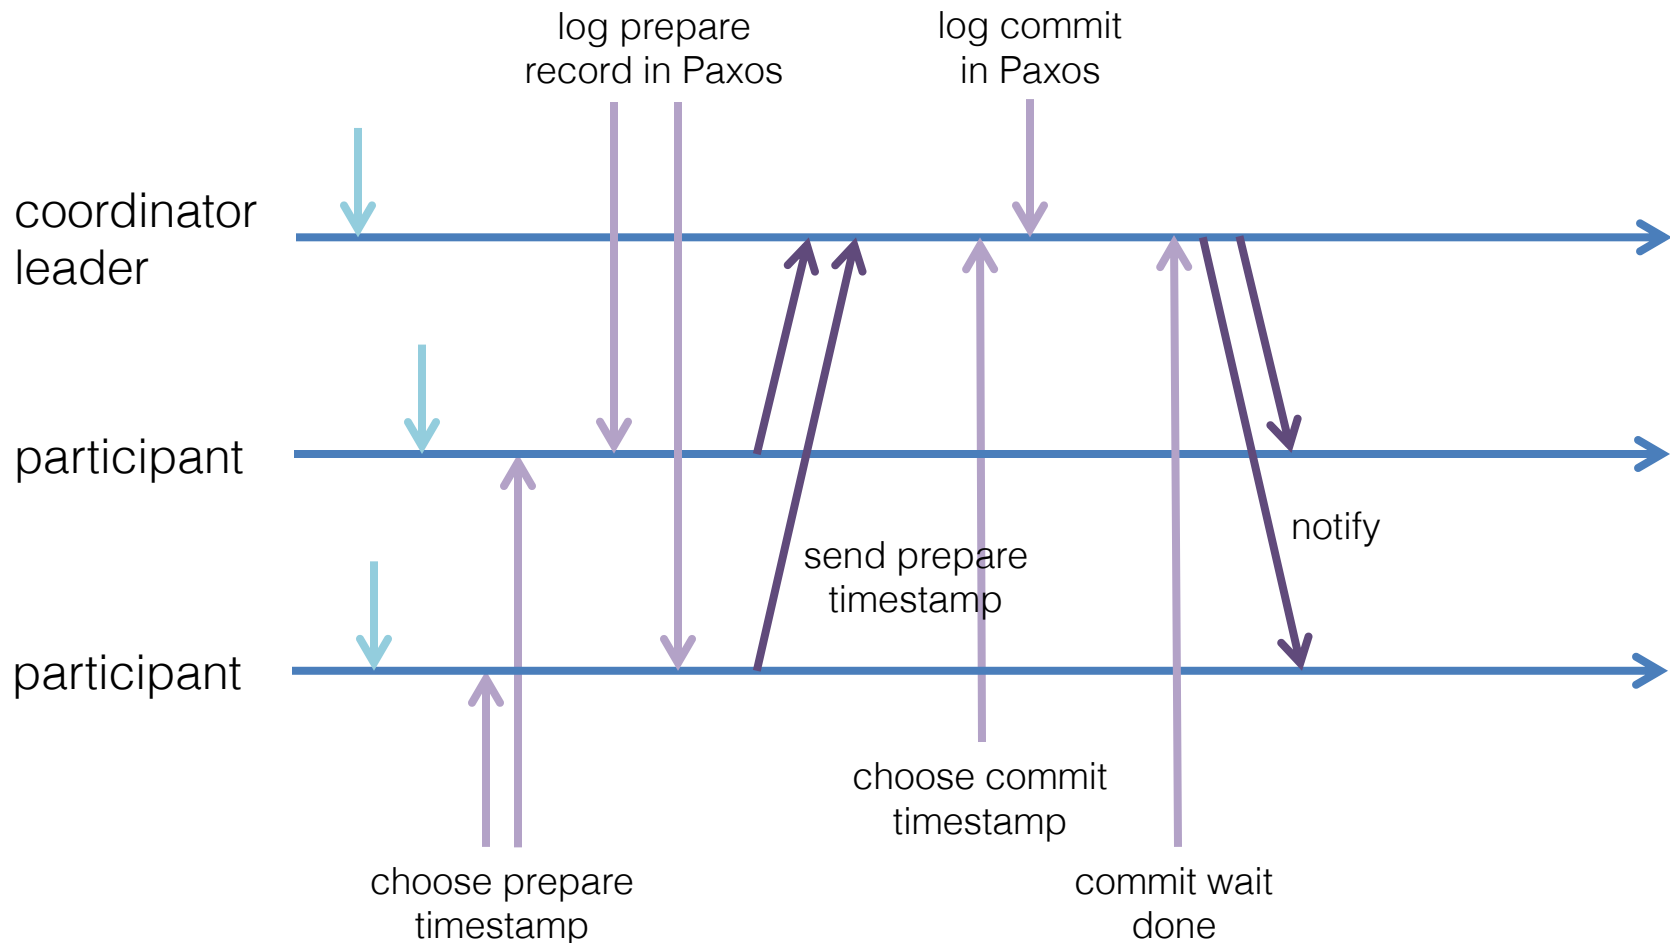 log prepare
record in Paxos
log commit
in Paxos
coordinator
leader
participant
notify
send prepare
timestamp
participant
choose commit
timestamp
choose prepare
timestamp
commit wait
done